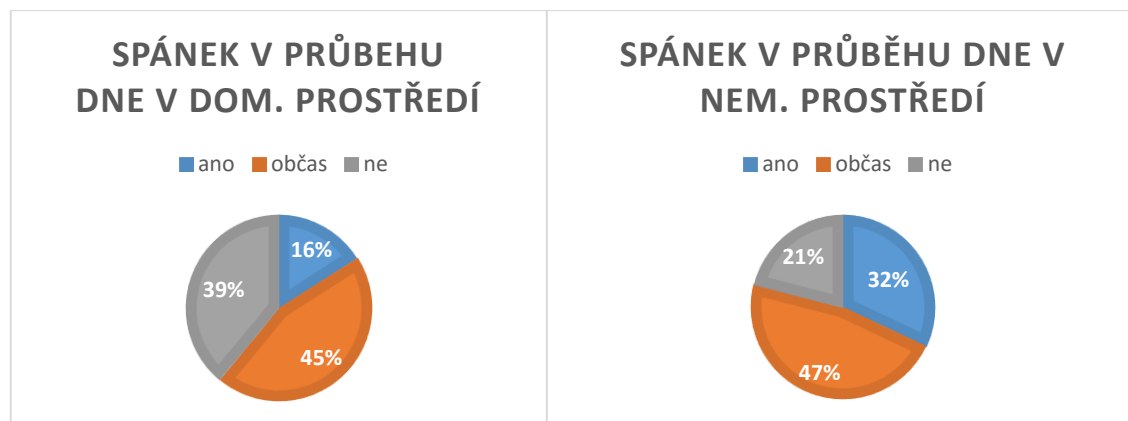 SPÁNEK V PRŮBEHU
DNE V DOM. PROSTŘEDÍ
ano občas ne
16%
39%
45%
SPÁNEK V PRŮBĚHU DNE V
NEM. PROSTŘEDÍ
ano občas ne
21%
32%
47%